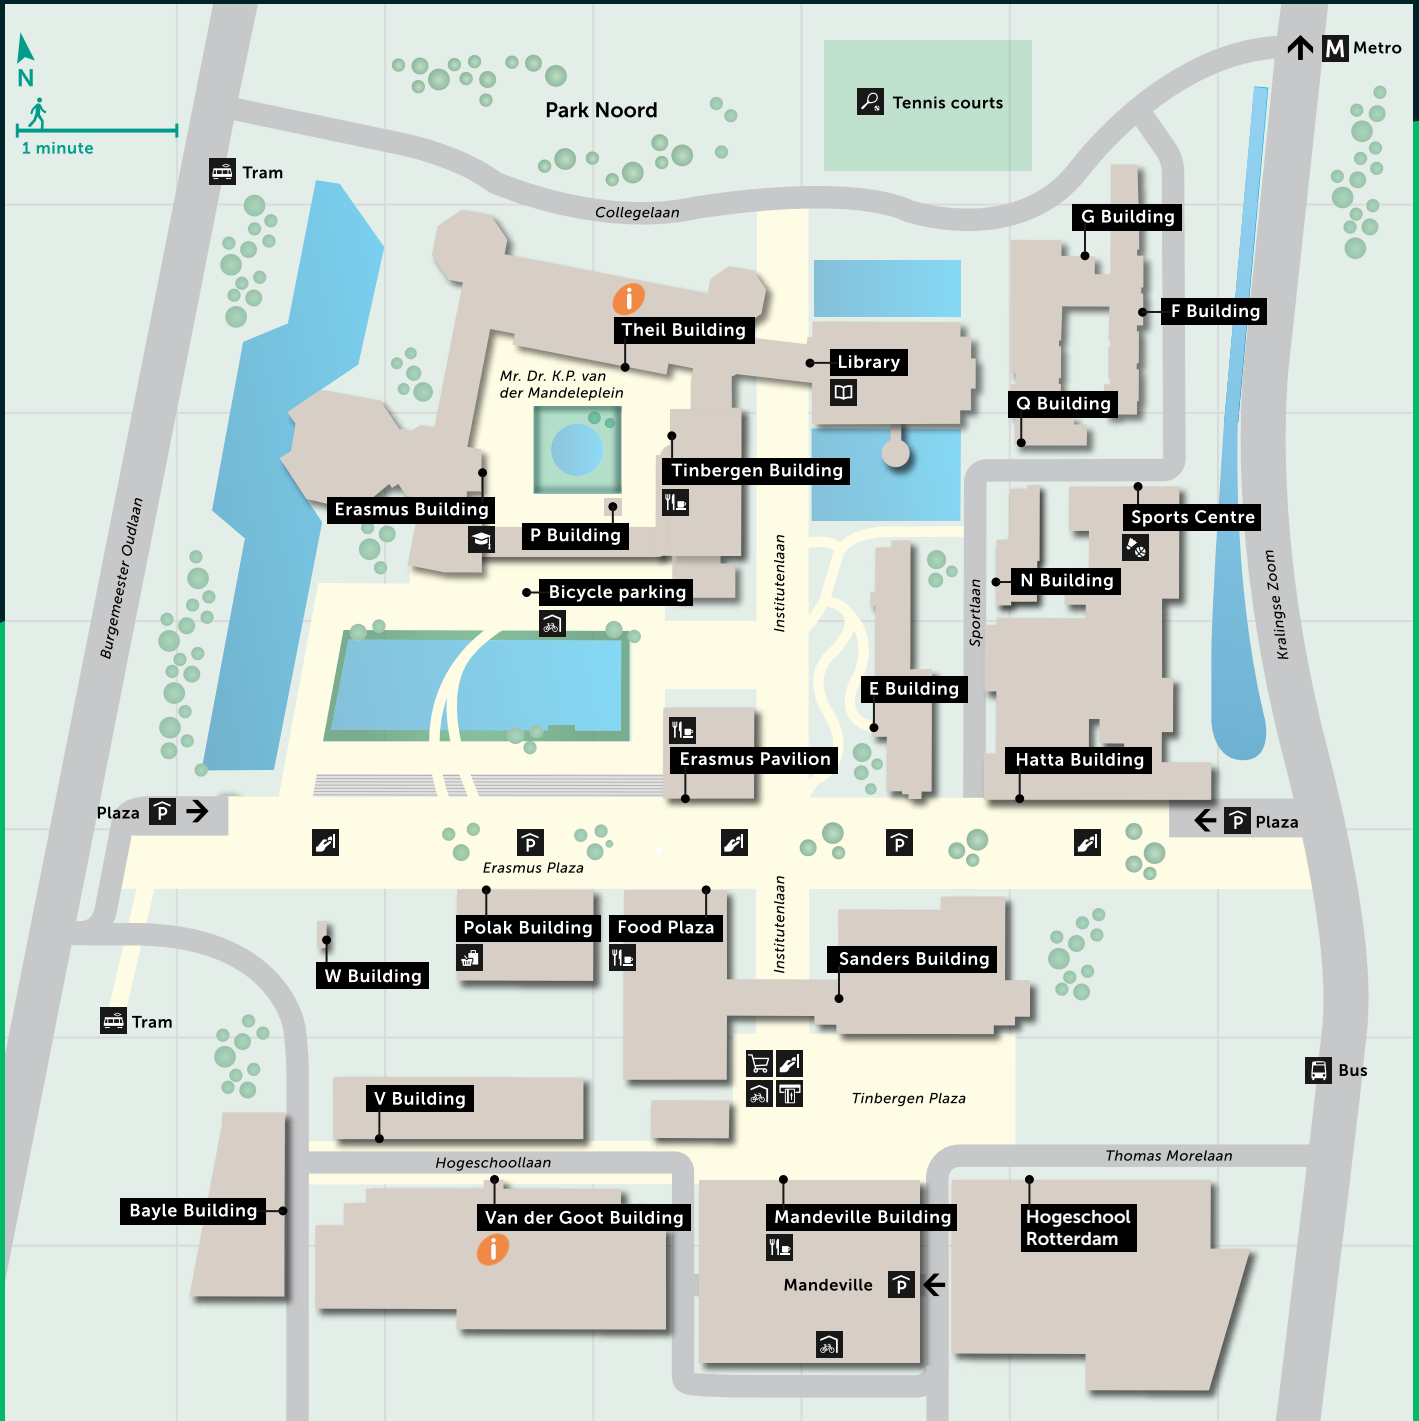 N
1 minute
M Metro
Park Noord
Tennis courts
Tram
Collegelaan
G Building
i
Theil Building
F Building
Library
Mr. Dr. K.P. van
der Mandeleplein
Q Building
Tinbergen Building
Erasmus Building
P Building
Sports Centre
Burgemeester Oudlaan
Institutenlaan
Bicycle parking
N Building
Sportlaan
Kralingse Zoom
E Building
Erasmus Pavilion
Hatta Building
Plaza P
P Plaza
P
P
Erasmus Plaza
Polak Building
Food Plaza
Institutenlaan
Sanders Building
W Building
Tram
Bus
V Building
Tinbergen Plaza
Hogeschoollaan
Thomas Morelaan
Bayle Building
Van der Goot Building
Mandeville Building
Hogeschool
Rotterdam
i
Mandeville P